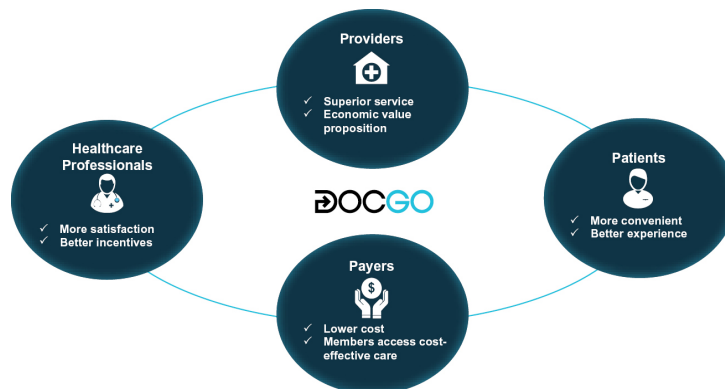 Providers
✓ Superior service
✓ Economic value
proposition
Healthcare
Professionals
✓ More satisfaction
✓ Better incentives
DOCGO
Patients
✓ More convenient
✓ Better experience
Payers
$
✓ Lower cost
✓ Members access cost-
effective care